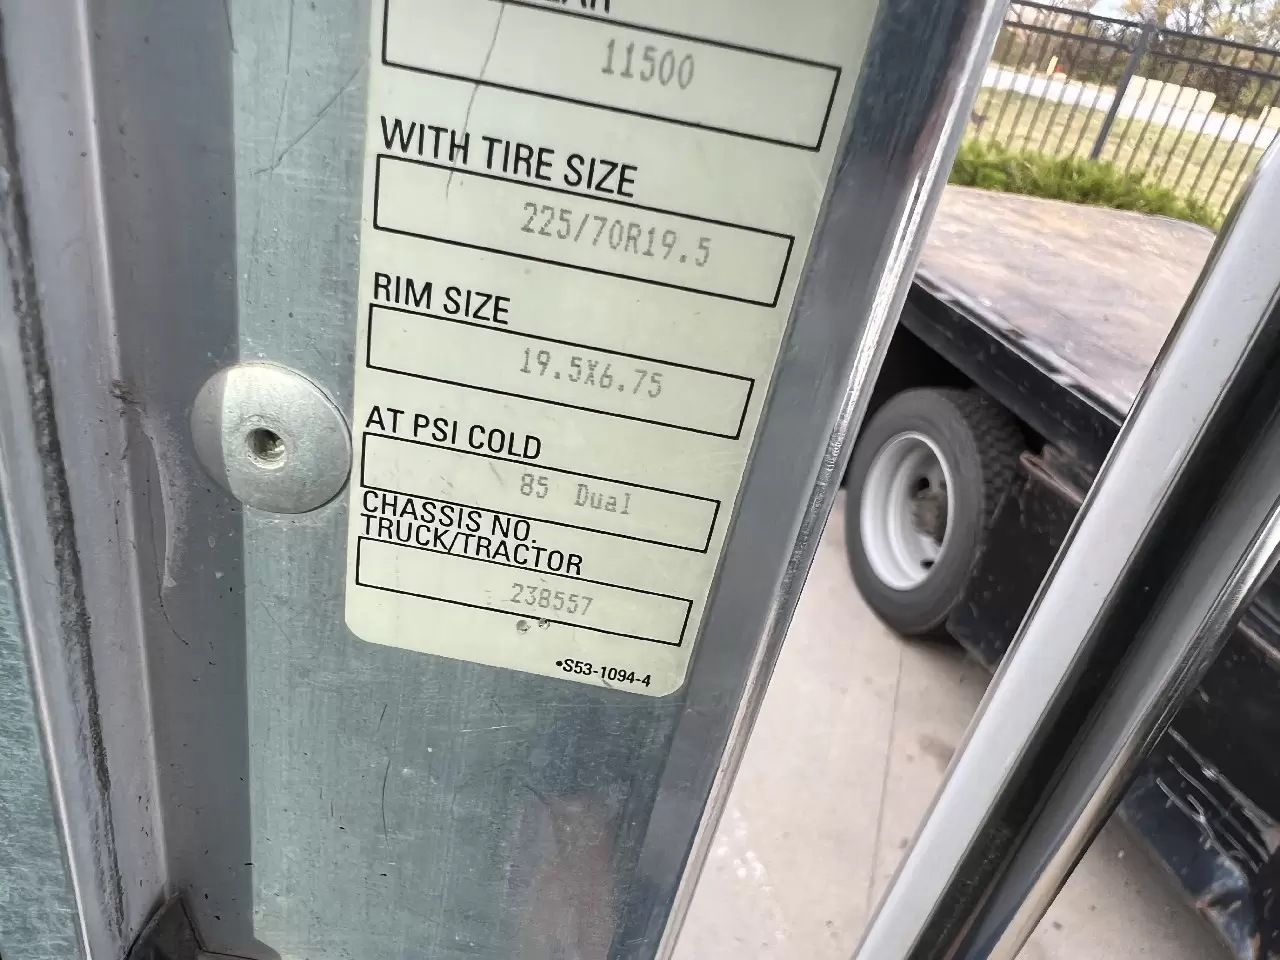 11500
WITH TIRE SIZE
225/70R19.5
RIM SIZE
19.5X6.75
AT PSI COLD
85 Dual
CHASSIS NO.
TRUCK/TRACTOR
238557
•S53-1094-4